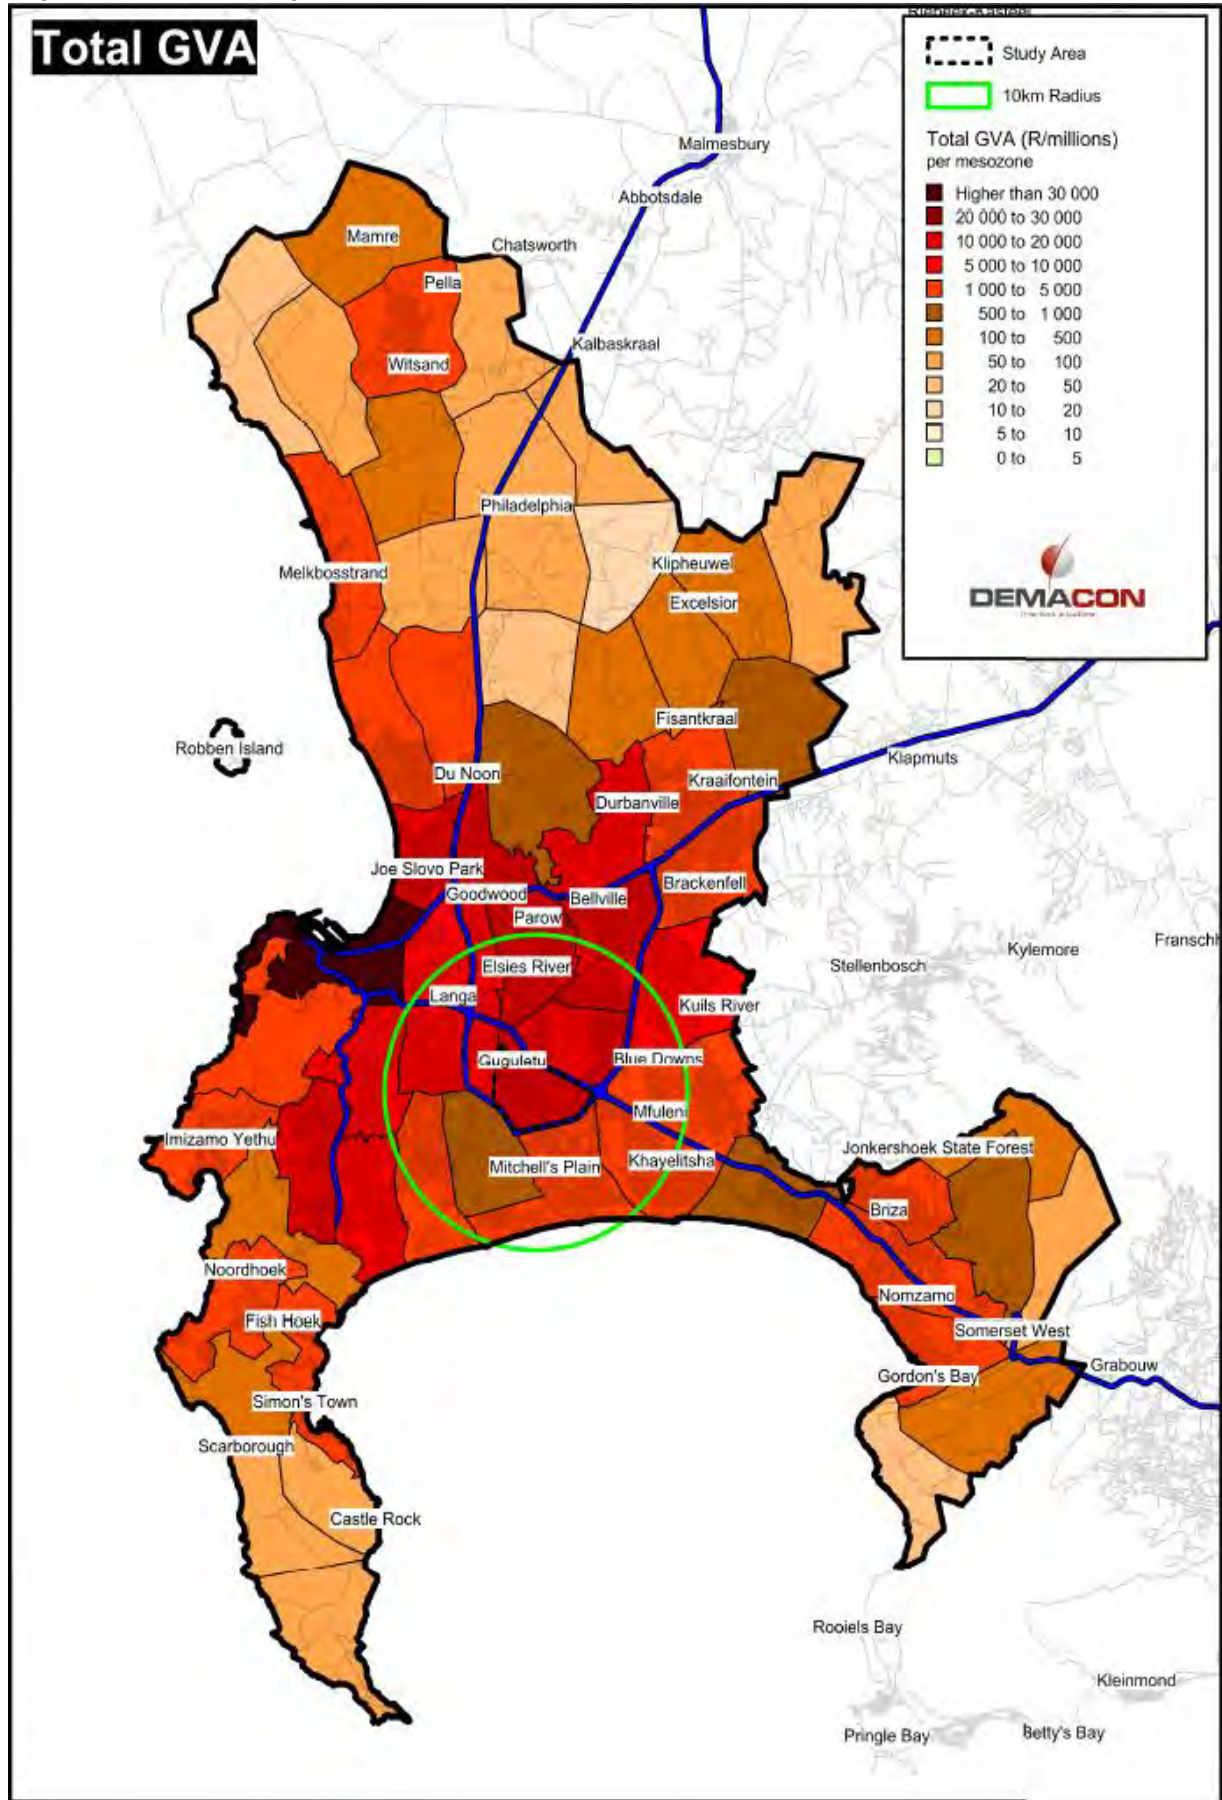 Total GVA
Study Area
10km Radius
Total GVA (R/millions)
per mesozone
Higher than 30 000
20 000 to 30 000
10 000 to 20 000
5 000 to 10 000
1 000 to 5 000
500 to 1 000
100 to 500
50 to 100
20 to 50
10 to 20
5 to 10
0 to 5
DEMACON
Malmesbury
Abbotsdale
Mamre
Chatsworth
Pella
Kalbaskraal
Witsand
Philadelphia
Klipheuwel
Melkbosstrand
Excelsior
Fisantkraal
Robben Island
Klapmuts
Du Noon
Kraaifontein
Durbanville
Joe Slovo Park
Brackenfell
Goodwood
Bellville
Parow
Franschh
Kylemore
Stellenbosch
Elsies River
Langa
Kuils River
Guguletu
Blue Downs
Mfuleni
Imizamo Yethu
Jonkershoek State Forest
Mitchell's Plain
Khayelitsha
Briza
Noordhoek
Nomzamo
Fish Hoek
Somerset West
Grabouw
Gordon's Bay
Simon's Town
Scarborough
Castle Rock
Rooiels Bay
Kleinmond
Pringle Bay
Betty's Bay